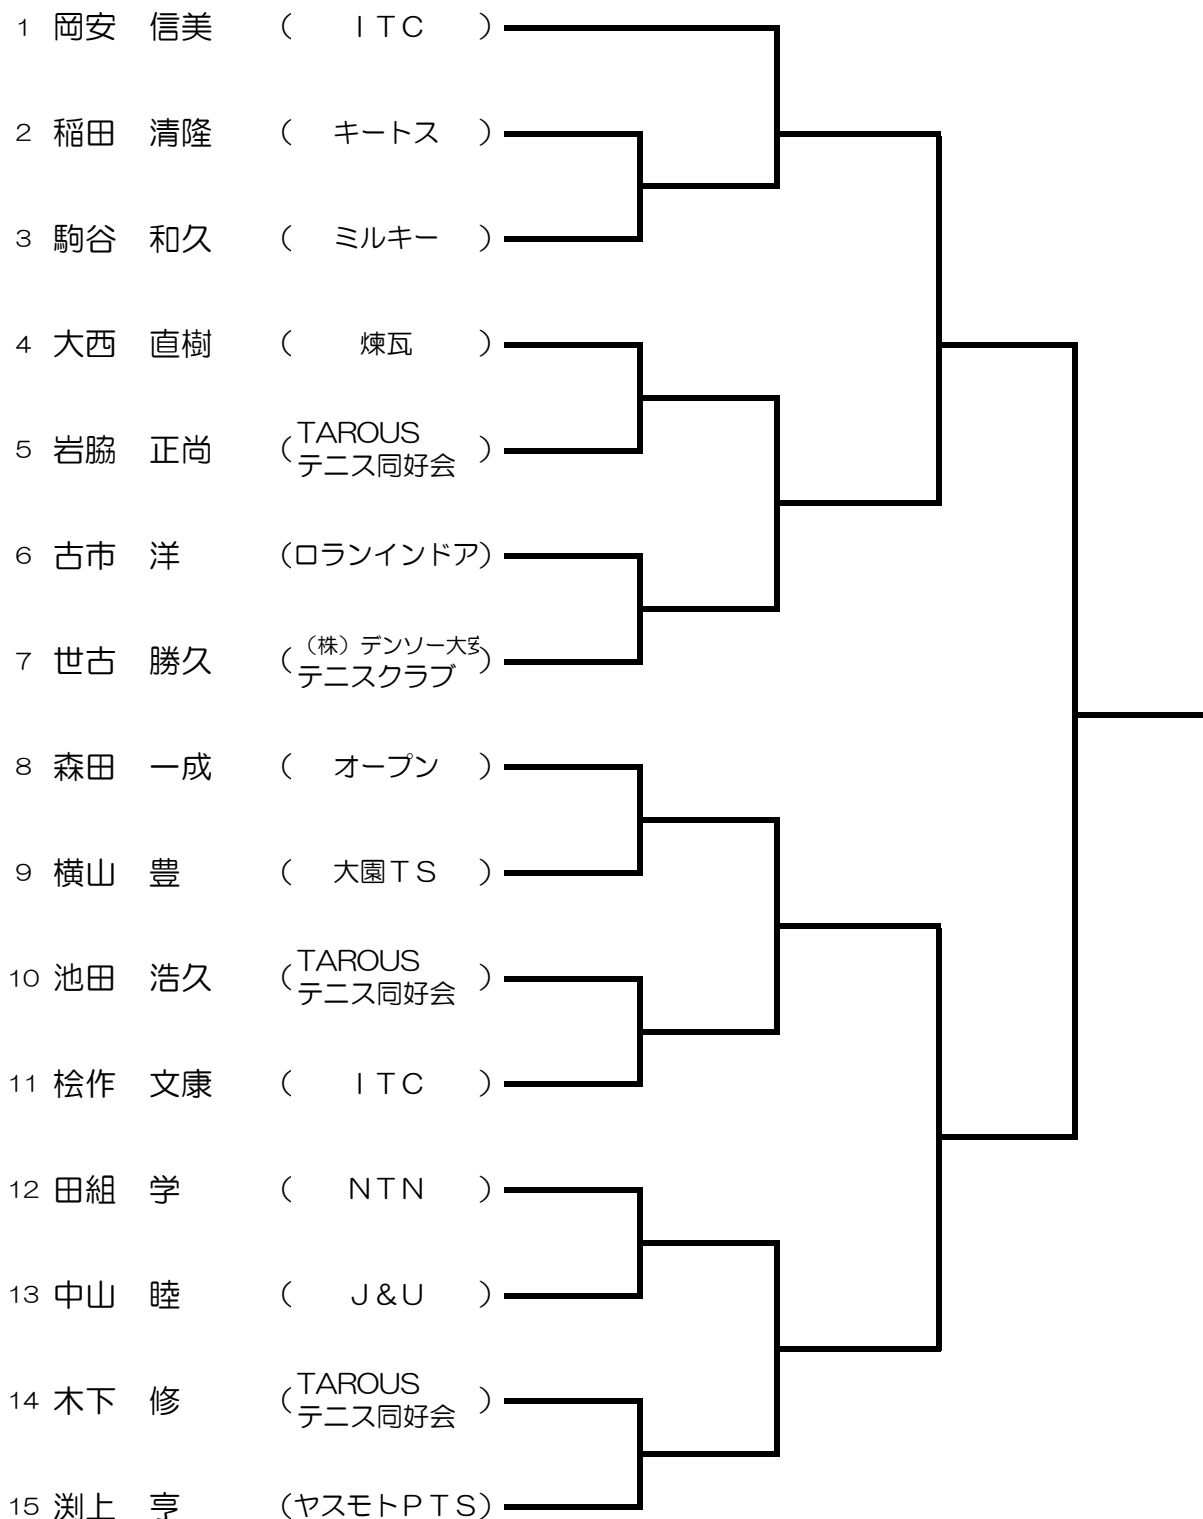 1 岡安 信美 ( ITC )
2 稲田 清隆 ( キートス )
3 駒谷 和久 ( ミルキー )
4 大西 直樹 ( 煉瓦 )
5 岩脇 正尚 (TAROUS
テニス同好会 )
6 古市 洋 (ロランインドア)
7 世古 勝久 ( (株)デンソー大安
テニスクラブ )
8 森田 一成 ( オープン )
9 横山 豊 ( 大園TS )
10 池田 浩久 (TAROUS
テニス同好会 )
11 桧作 文康 ( ITC )
12 田組 学 ( NTN )
13 中山 睦 ( J&U )
14 木下 修 (TAROUS
テニス同好会 )
15 渕上 亨 (ヤスモトPTS)